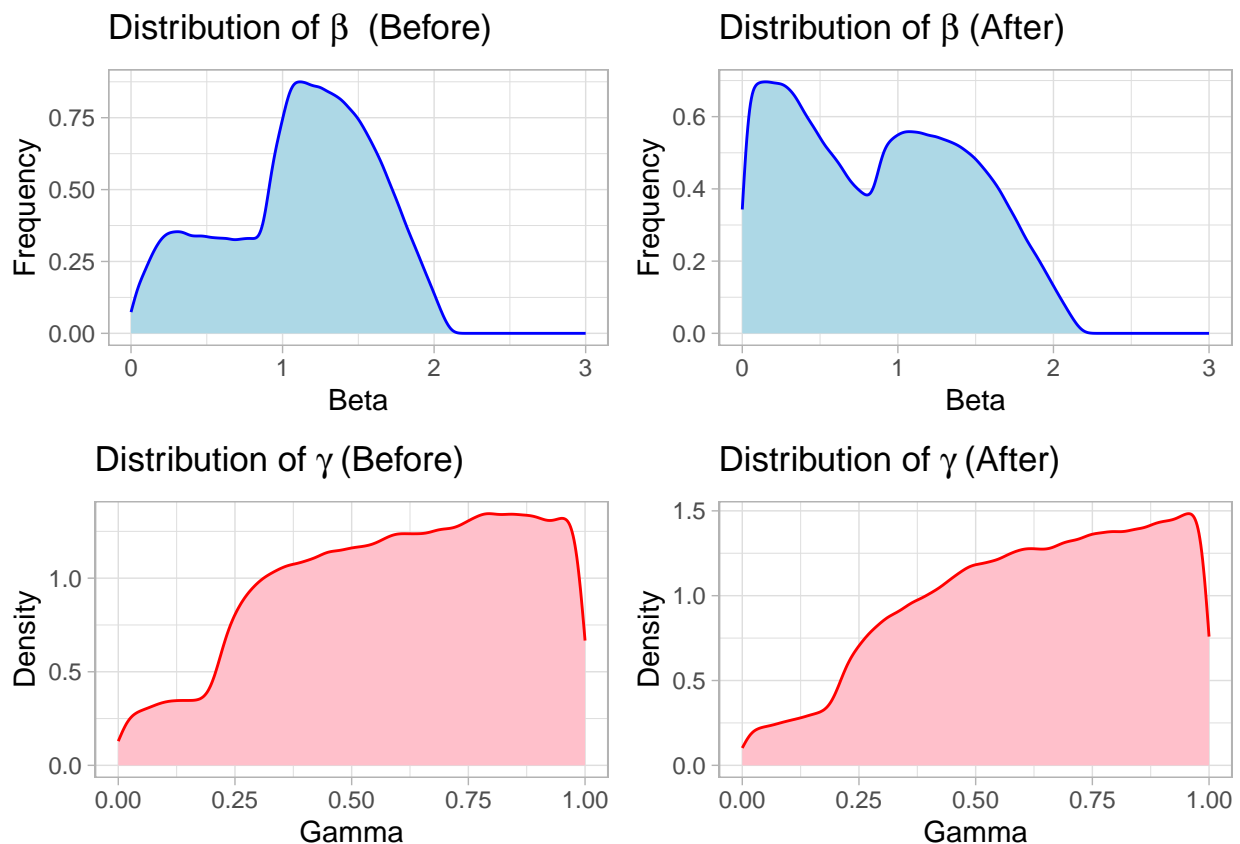 Distribution of β (Before)
Frequency
0.75
0.50
0.25
0.00
0 1 2 3
Beta
Distribution of β (After)
Frequency
0.6
0.4
0.2
0.0
0 1 2 3
Beta
Distribution of γ (Before)
Density
1.0
0.5
0.0
0.00 0.25 0.50 0.75 1.00
Gamma
Distribution of γ (After)
Density
1.5
1.0
0.5
0.0
0.00 0.25 0.50 0.75 1.00
Gamma